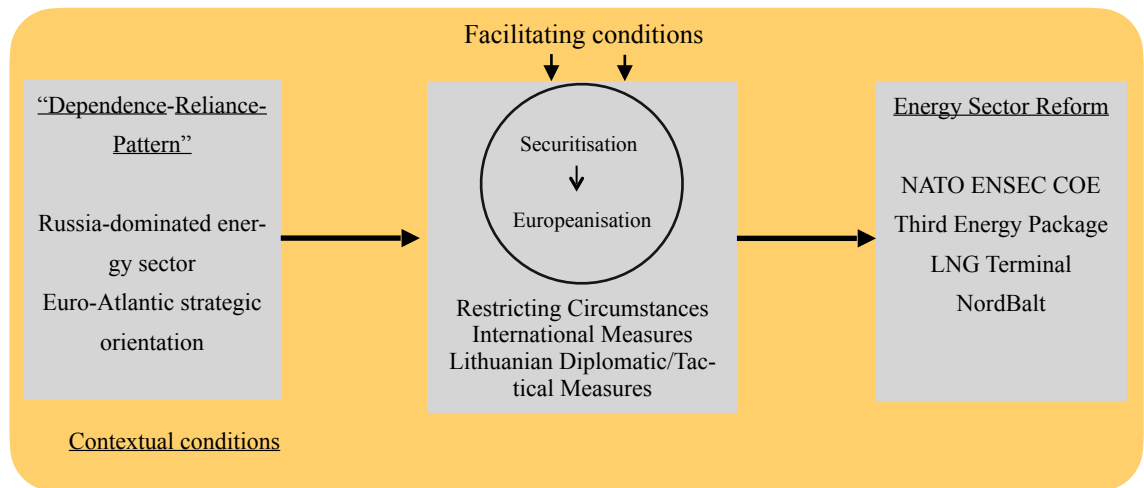 Facilitating conditions
“Dependence-Reliance-
Pattern”
Russia-dominated ener-
gy sector
Euro-Atlantic strategic
orientation
Securitisation
Europeanisation
Restricting Circumstances
International Measures
Lithuanian Diplomatic/Tac-
tical Measures
Energy Sector Reform
NATO ENSEC COE
Third Energy Package
LNG Terminal
NordBalt
Contextual conditions